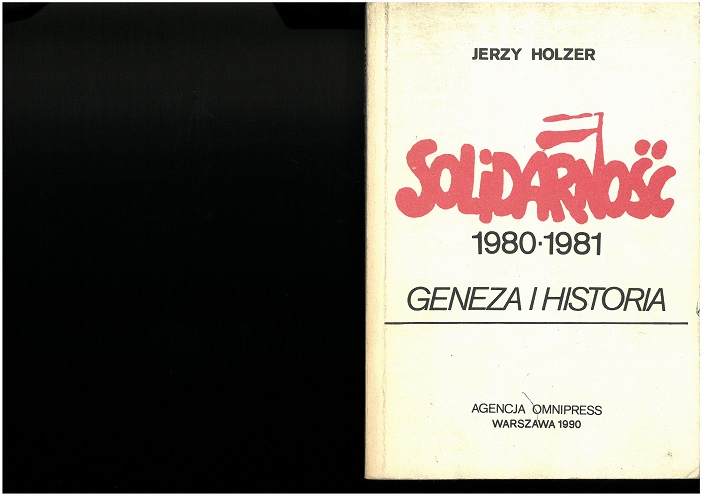 JERZY HOLZER
SOLIDARNOŚĆ
1980·1981
GENEZA I HISTORIA
AGENCJA OMNIPRESS
WARSZAWA 1990